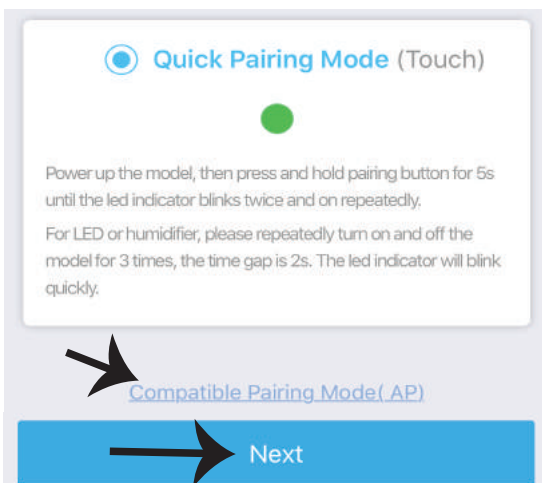 Quick Pairing Mode (Touch)
Power up the model, then press and hold pairing button for 5s
until the led indicator blinks twice and on repeatedly.
For LED or humidifier, please repeatedly turn on and off the
model for 3 times, the time gap is 2s. The led indicator will blink
quickly.
Compatible Pairing Mode( AP)
Next